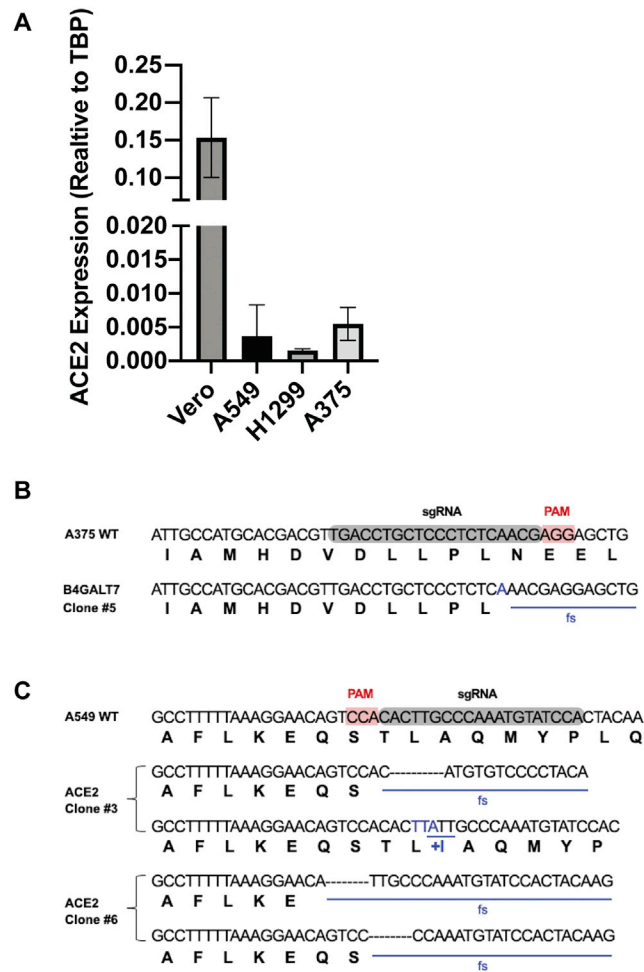 A
ACE2 Expression (Realtive to TBP)
0.25
0.20
0.15
0.10
0.020
0.015
0.010
0.005
0.000
Vero
A549
H1299
A375
B
sgRNA
PAM
A375 WT
ATTGCCATGCACGACGTTGACCTGCTCCCTCTCAACGAGGAGCTG
I A M H D V D L L P L N E E L
B4GALT7
Clone #5
ATTGCCATGCACGACGTTGACCTGCTCCCTCTCAAACGAGGAGCTG
I A M H D V D L L P L
fs
C
PAM
sgRNA
A549 WT
GCCTTTTTAAAGGAACAGTCCACACTTGCCCAAATGTATCCACTACAA
A F L K E Q S T L A Q M Y P L Q
ACE2
Clone #3
GCCTTTTTAAAGGAACAGTCCAC----------ATGTGTCCCCTACA
A F L K E Q S
fs
GCCTTTTTAAAGGAACAGTCCACACTTTATTGCCCAAATGTATCCAC
A F L K E Q S T L +I A Q M Y P
ACE2
Clone #6
GCCTTTTTAAAGGAACA--------TTGCCCAAATGTATCCACTACAAG
A F L K E
fs
GCCTTTTTAAAGGAACAGTCC--------CCAAATGTATCCACTACAAG
A F L K E Q S
fs